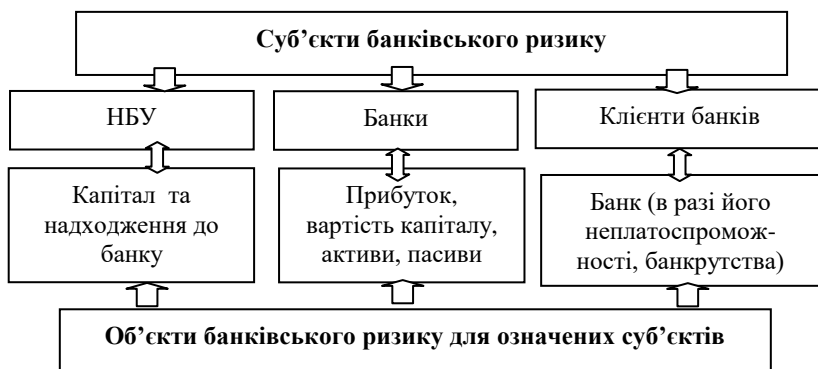 Суб’єкти банківського ризику
НБУ
Банки
Клієнти банків
Капітал та
надходження до
банку
Прибуток,
вартість капіталу,
активи, пасиви
Банк (в разі його
неплатоспромож-
ності, банкрутства)
Об’єкти банківського ризику для означених суб’єктів